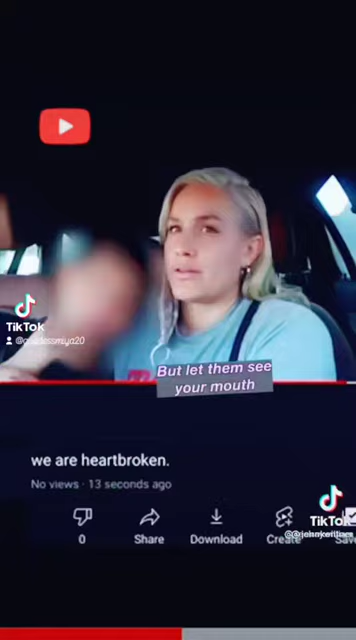 TikTok
But let them see
your mouth
we are heartbroken.
No views · 13 seconds ago
0
Share
Download
Create
TikTok